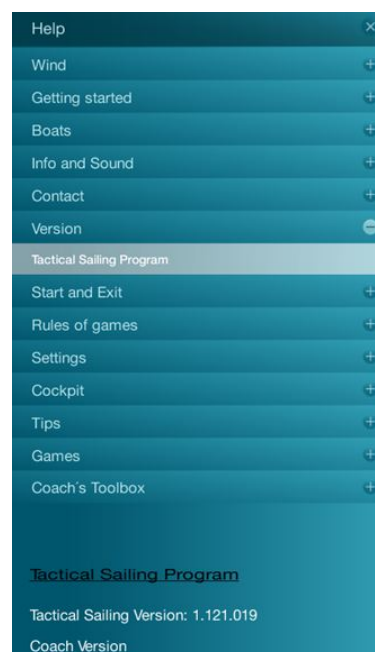 Help
Wind
Getting started
Boats
Info and Sound
Contact
Version
Tactical Sailing Program
Start and Exit
Rules of games
Settings
Cockpit
Tips
Games
Coach´s Toolbox
Tactical Sailing Program
Tactical Sailing Version: 1.121.019
Coach Version